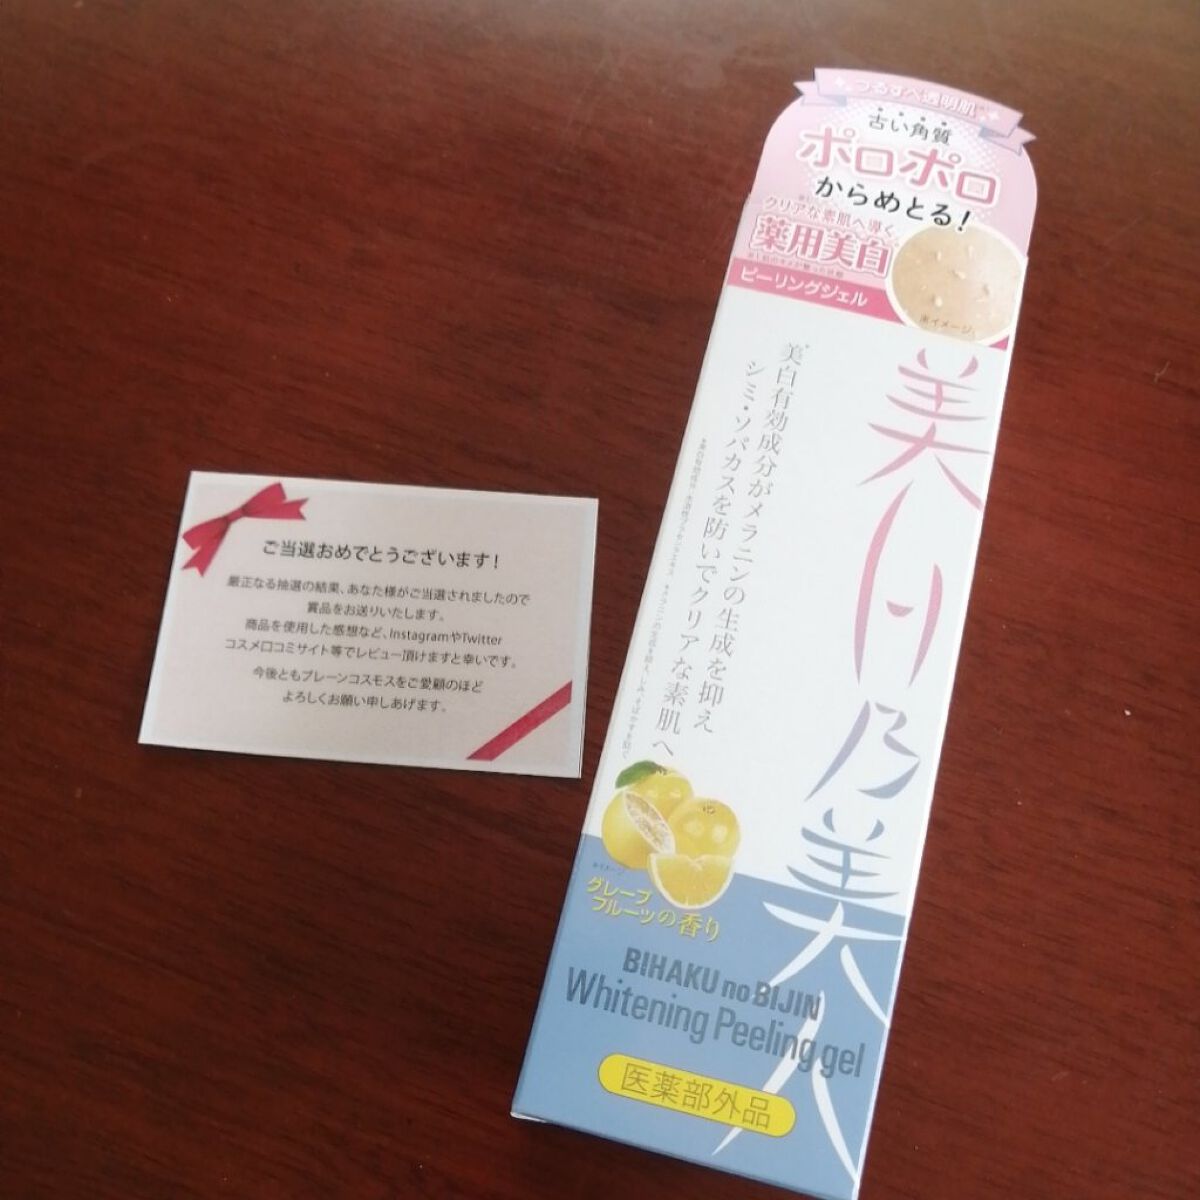 つるすべ透明肌
古い角質
ポロポロ
からめとる!
クリアな素肌へ導く
薬用美白
ピーリングジェル
※イメージ
美白乃美人
美白有効成分がメラニンの生成を抑え
シミ・ソバカスを防いでクリアな素肌へ
※イメージ
グレープ
フルーツの香り
BIHAKU no BIJIN
Whitening Peeling gel
医薬部外品
ご当選おめでとうございます!
厳正なる抽選の結果、あなた様がご当選されましたので
賞品をお送りいたします。
商品を使用した感想など、InstagramやTwitter
コスメ口コミサイト等でレビュー頂けますと幸いです。
今後ともブレーンコスモスをご愛顧のほど
よろしくお願い申しあげます。